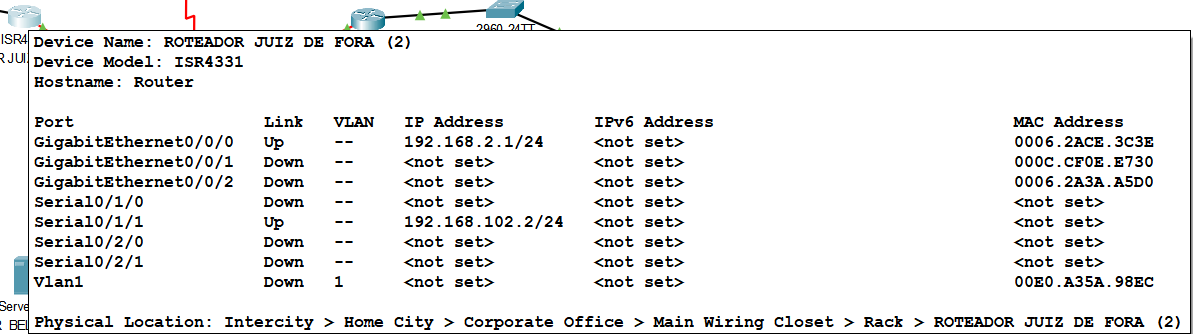 2960-24TT
ISR4
R JUI
Device Name: ROTEADOR JUIZ DE FORA (2)
Device Model: ISR4331
Hostname: Router
Port Link VLAN IP Address IPv6 Address MAC Address
GigabitEthernet0/0/0 Up -- 192.168.2.1/24 <not set> 0006.2ACE.3C3E
GigabitEthernet0/0/1 Down -- <not set> <not set> 000C.CF0E.E730
GigabitEthernet0/0/2 Down -- <not set> <not set> 0006.2A3A.A5D0
Serial0/1/0 Down -- <not set> <not set> <not set>
Serial0/1/1 Up -- 192.168.102.2/24 <not set> <not set>
Serial0/2/0 Down -- <not set> <not set> <not set>
Serial0/2/1 Down -- <not set> <not set> <not set>
Vlan1 Down 1 <not set> <not set> 00E0.A35A.98EC
Serve
R BEL
Physical Location: Intercity > Home City > Corporate Office > Main Wiring Closet > Rack > ROTEADOR JUIZ DE FORA (2)